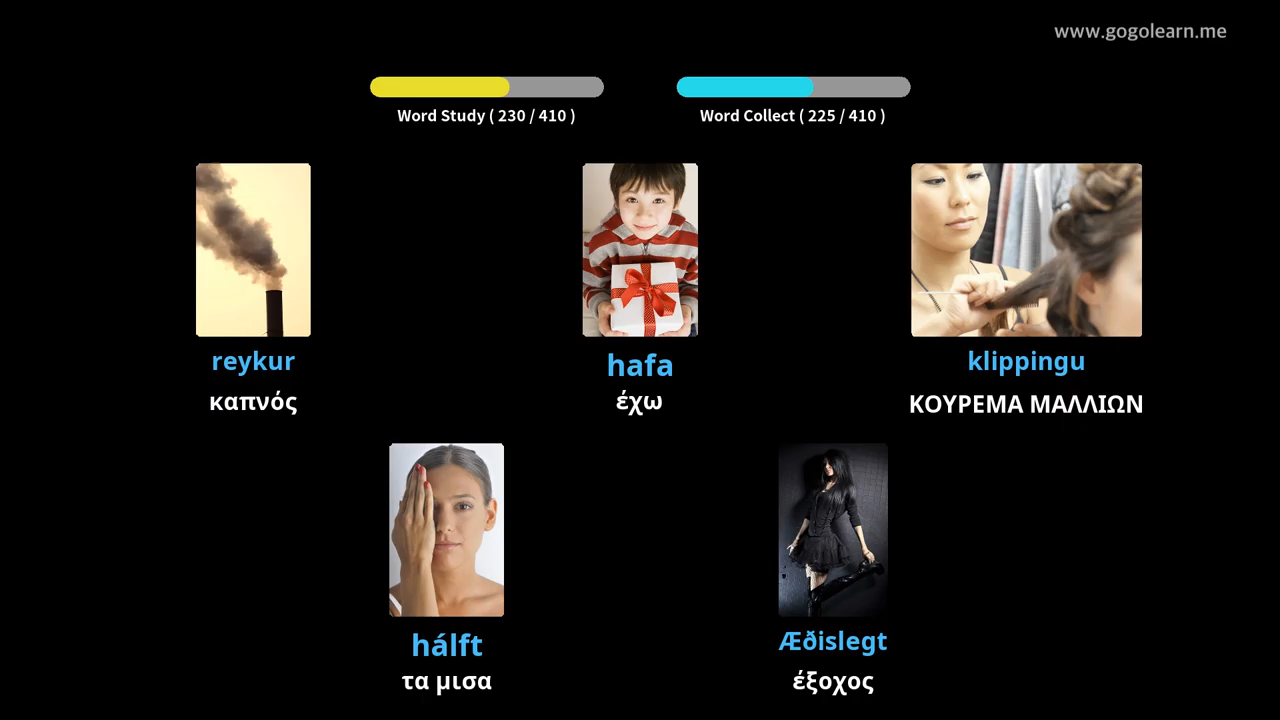 www.gogolearn.me
Word Study ( 230 / 410 )
Word Collect ( 225 / 410 )
reykur
καπνός
hafa
έχω
klippingu
ΚΟΥΡΕΜΑ ΜΑΛΛΙΩΝ
hálft
τα μισα
Æðislegt
έξοχος